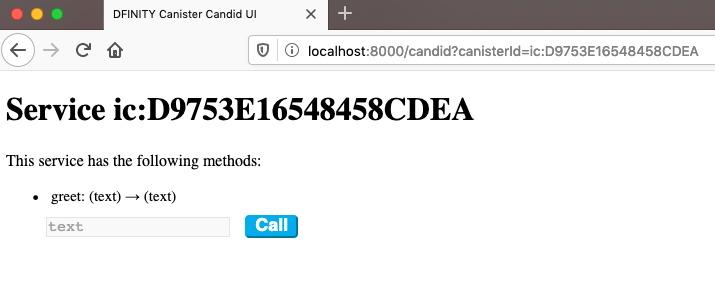 DFINITY Canister Candid UI
localhost:8000/candid?canisterId=ic:D9753E16548458CDEA
Service ic:D9753E16548458CDEA
This service has the following methods:
• greet: (text) → (text)
text Call